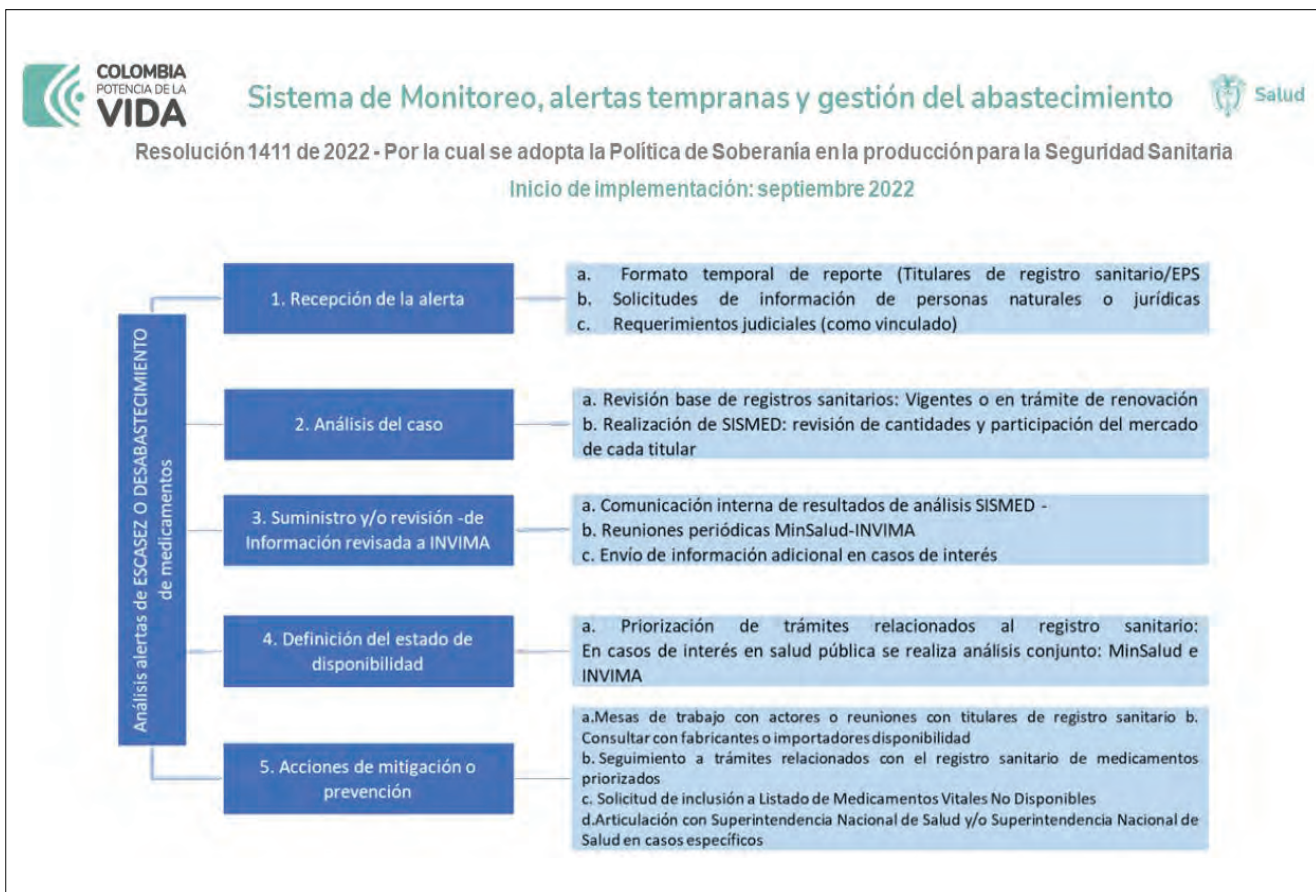 COLOMBIA
POTENCIA DE LA
VIDA
Sistema de Monitoreo, alertas tempranas y gestión del abastecimiento
Salud
Resolución 1411 de 2022 - Por la cual se adopta la Política de Soberanía en la producción para la Seguridad Sanitaria
Inicio de implementación: septiembre 2022
Análisis alertas de ESCASEZ O DESABASTECIMIENTO
de medicamentos
1. Recepción de la alerta
a. Formato temporal de reporte (Titulares de registro sanitario/EPS
b. Solicitudes de información de personas naturales o jurídicas
c. Requerimientos judiciales (como vinculado)
2. Análisis del caso
a. Revisión base de registros sanitarios: Vigentes o en trámite de renovación
b. Realización de SISMED: revisión de cantidades y participación del mercado
de cada titular
3. Suministro y/o revisión -de
Información revisada a INVIMA
a. Comunicación interna de resultados de análisis SISMED -
b. Reuniones periódicas MinSalud-INVIMA
c. Envío de información adicional en casos de interés
4. Definición del estado de
disponibilidad
a. Priorización de trámites relacionados al registro sanitario:
En casos de interés en salud pública se realiza análisis conjunto: MinSalud e
INVIMA
5. Acciones de mitigación o
prevención
a.Mesas de trabajo con actores o reuniones con titulares de registro sanitario b.
Consultar con fabricantes o importadores disponibilidad
b. Seguimiento a trámites relacionados con el registro sanitario de medicamentos
priorizados
c. Solicitud de inclusión a Listado de Medicamentos Vitales No Disponibles
d.Articulación con Superintendencia Nacional de Salud y/o Superintendencia Nacional de
Salud en casos específicos